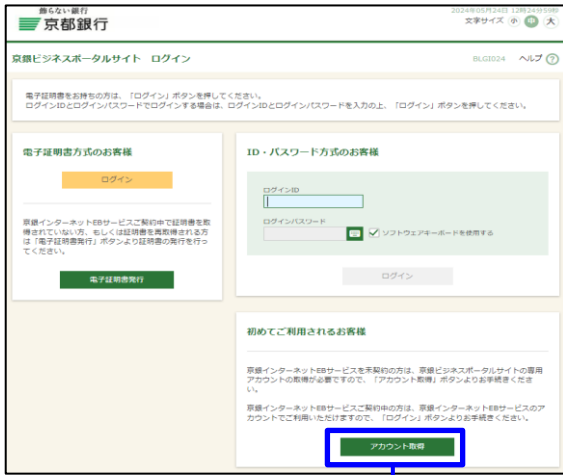 飾らない銀行
京都銀行
2024年05月24日 12時24分59秒
文字サイズ 小 中 大
京銀ビジネスポータルサイト ログイン
BLGI024 ヘルプ ?
電子証明書をお持ちの方は、「ログイン」ボタンを押してください。
ログインIDとログインパスワードでログインする場合は、ログインIDとログインパスワードを入力の上、「ログイン」ボタンを押してください。
電子証明書方式のお客様
ログイン
京銀インターネットEBサービスご契約中で証明書を取
得されていない方、もしくは証明書を再取得される方
は「電子証明書発行」ボタンより証明書の発行を行っ
てください。
電子証明書発行
ID・パスワード方式のお客様
ログインID
ログインパスワード
ソフトウェアキーボードを使用する
ログイン
初めてご利用されるお客様
京銀インターネットEBサービスを未契約の方は、京銀ビジネスポータルサイトの専用
アカウントの取得が必要ですので、「アカウント取得」ボタンよりお手続きくださ
い。
京銀インターネットEBサービスご契約中の方は、京銀インターネットEBサービスのア
カウントでご利用いただけますので、「ログイン」ボタンよりお手続きください。
アカウント取得